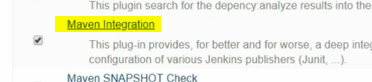 This plugin search for the depency:analyze results into the
Maven Integration
This plug-in provides, for better and for worse, a deep integ
configuration of various Jenkins publishers (Junit, ...).
Maven SNAPSHOT Check